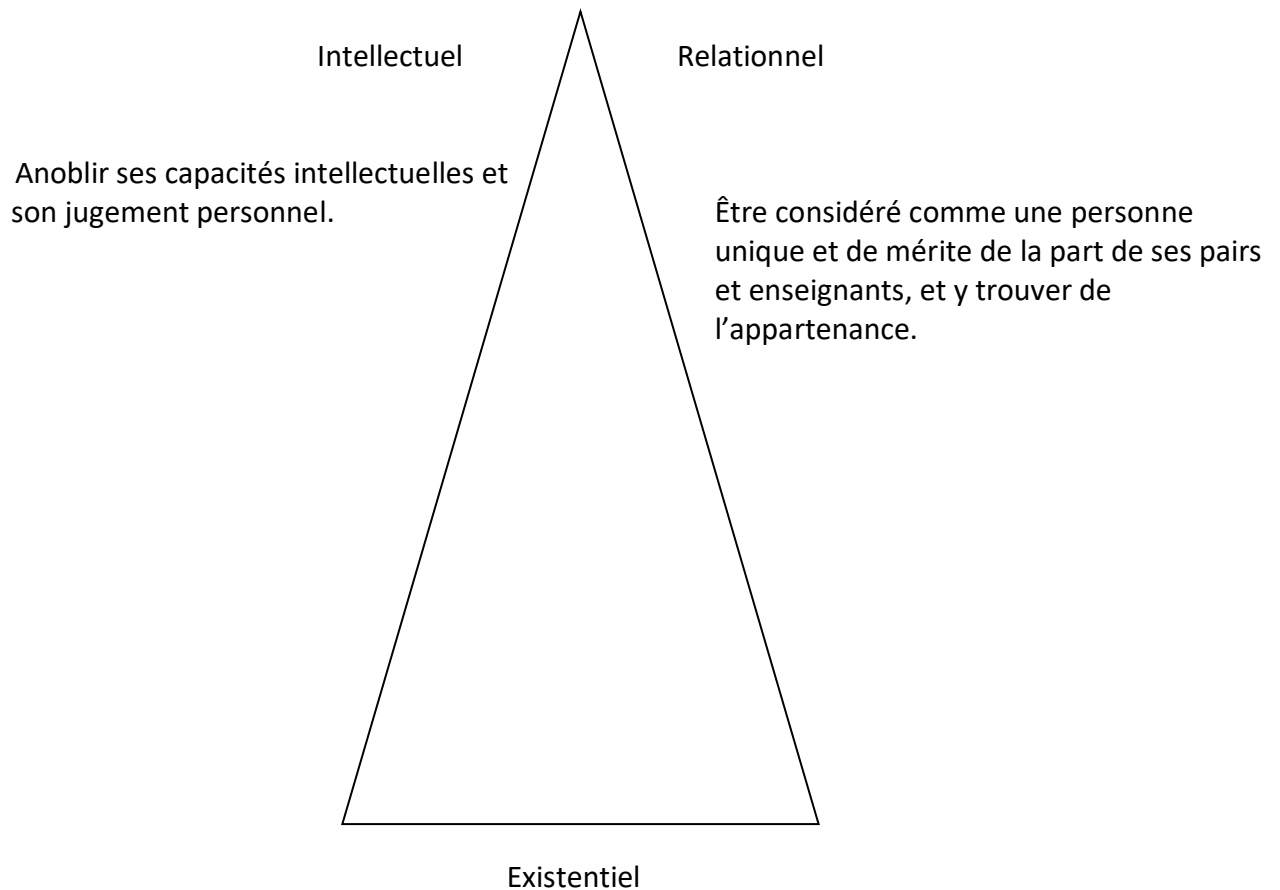 Intellectuel
Relationnel
Anoblir ses capacités intellectuelles et
son jugement personnel.
Être considéré comme une personne
unique et de mérite de la part de ses pairs
et enseignants, et y trouver de
l’appartenance.
Existentiel